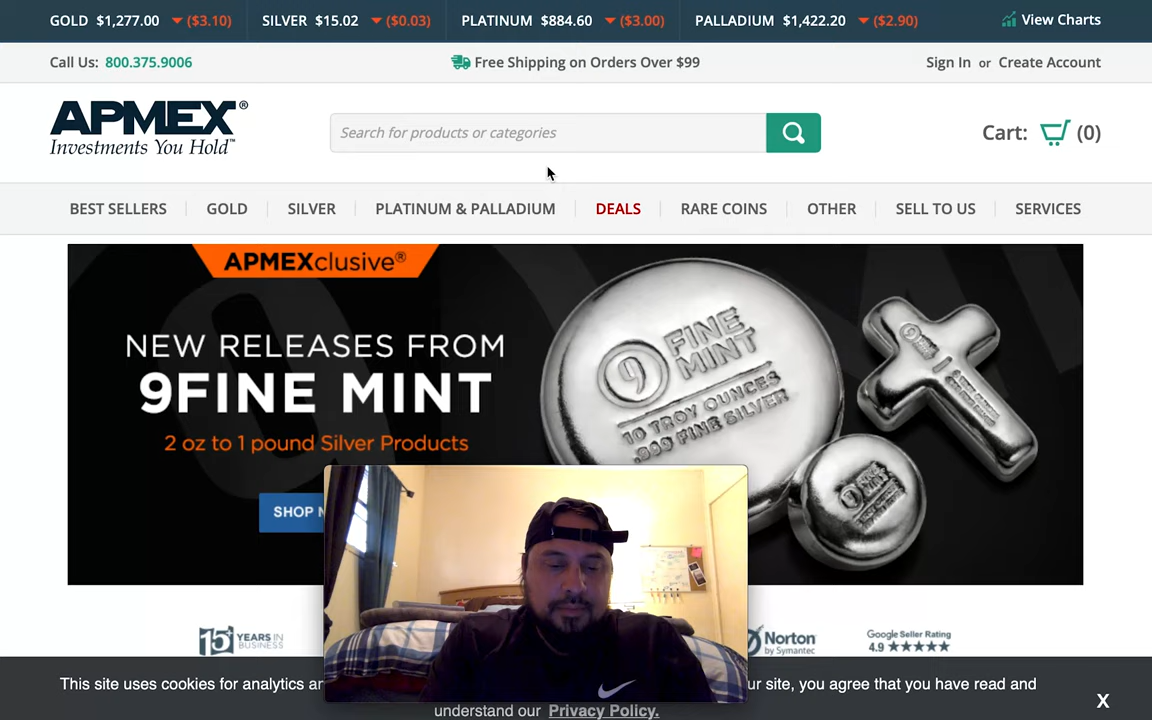 GOLD $1,277.00 ($3.10) SILVER $15.02 ($0.03) PLATINUM $884.60 ($3.00) PALLADIUM $1,422.20 ($2.90) View Charts
Call Us: 800.375.9006 Free Shipping on Orders Over $99 Sign In or Create Account
APMEX®
Investments You Hold™
Search for products or categories
Cart: (0)
BEST SELLERS GOLD SILVER PLATINUM & PALLADIUM DEALS RARE COINS OTHER SELL TO US SERVICES
APMEXclusive®
NEW RELEASES FROM
9FINE MINT
2 oz to 1 pound Silver Products
SHOP
9 FINE MINT
10 TROY OUNCES
.999 FINE SILVER
15 YEARS IN BUSINESS
Norton by Symantec
Google Seller Rating
4.9
This site uses cookies for analytics
ur site, you agree that you have read and
understand our Privacy Policy.
X